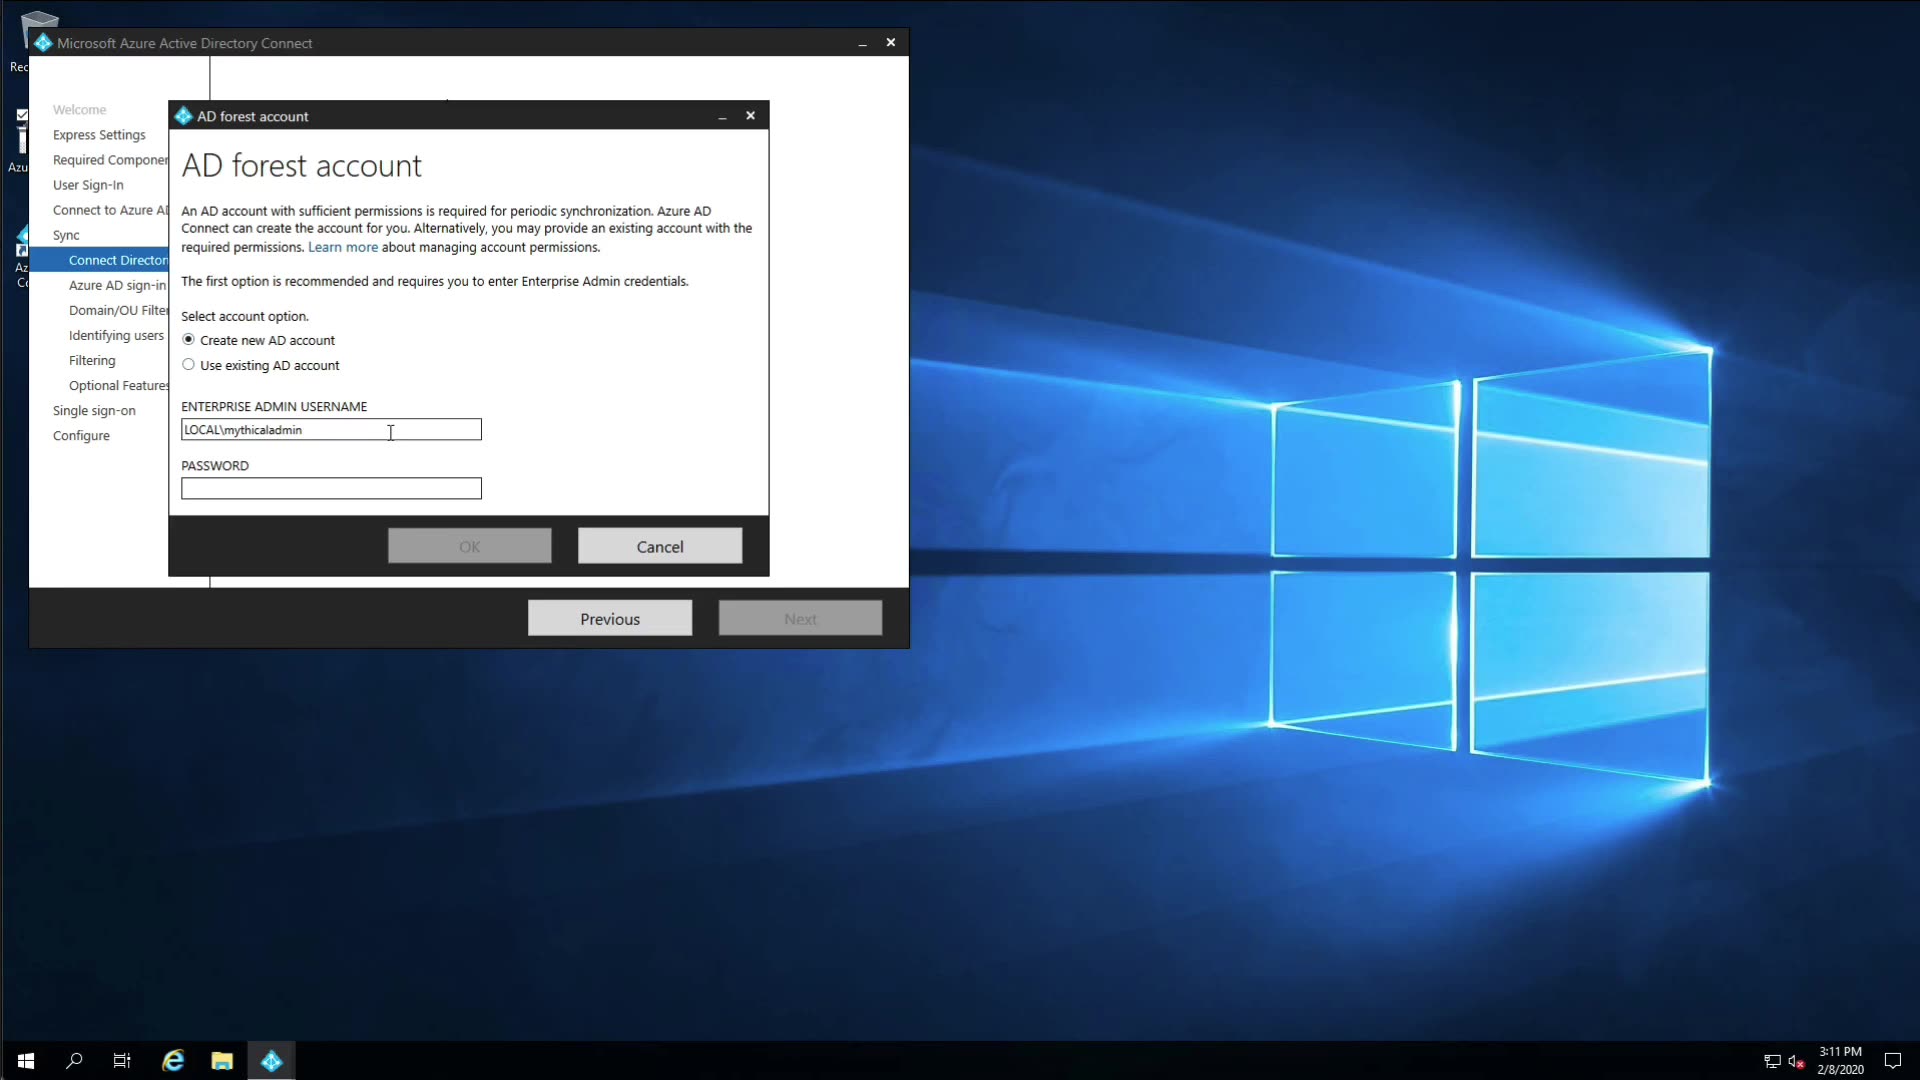 Rec
Microsoft Azure Active Directory Connect
Azu
Welcome
Express Settings
Required Componen
User Sign-In
Connect to Azure AD
Sync
Connect Director
Azure AD sign-in
Domain/OU Filter
Identifying users
Filtering
Optional Features
Single sign-on
Configure
AD forest account
AD forest account
An AD account with sufficient permissions is required for periodic synchronization. Azure AD
Connect can create the account for you. Alternatively, you may provide an existing account with the
required permissions. Learn more about managing account permissions.
The first option is recommended and requires you to enter Enterprise Admin credentials.
Select account option.
Create new AD account
Use existing AD account
ENTERPRISE ADMIN USERNAME
LOCAL\mythicaladmin
PASSWORD
OK
Cancel
Previous
Next
3:11 PM
2/8/2020